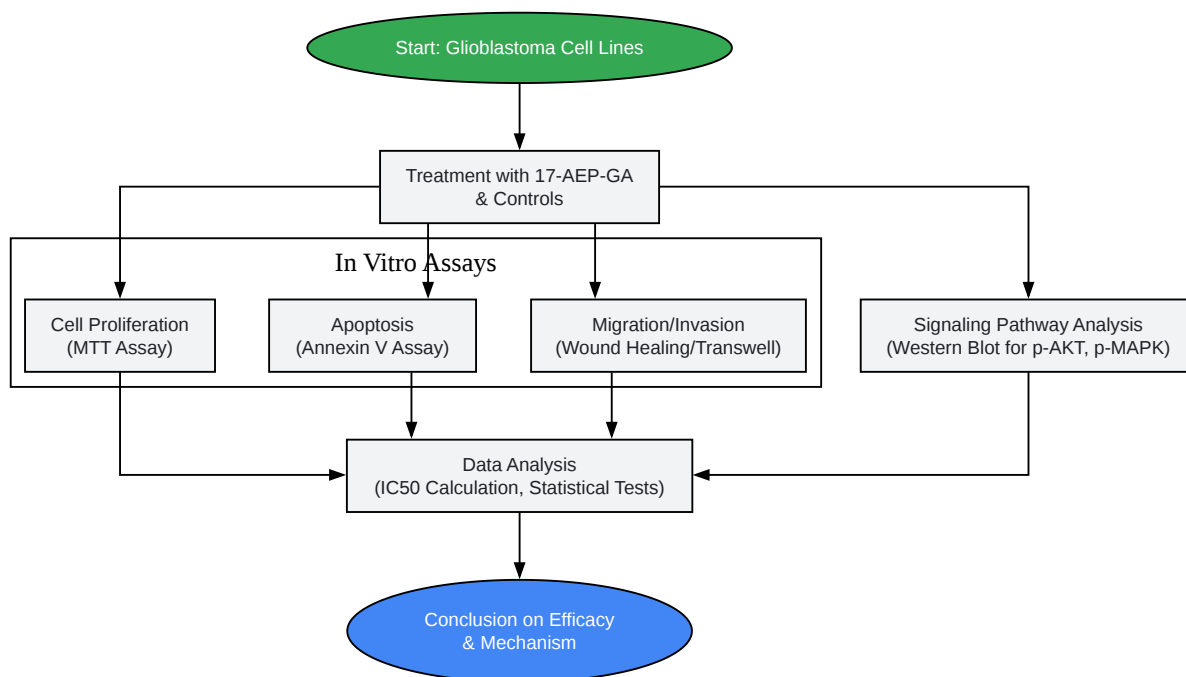 Start: Glioblastoma Cell Lines
Treatment with 17-AEP-GA
& Controls
In Vitro Assays
Cell Proliferation
(MTT Assay)
Apoptosis
(Annexin V Assay)
Migration/Invasion
(Wound Healing/Transwell)
Signaling Pathway Analysis
(Western Blot for p-AKT, p-MAPK)
Data Analysis
(IC50 Calculation, Statistical Tests)
Conclusion on Efficacy
& Mechanism